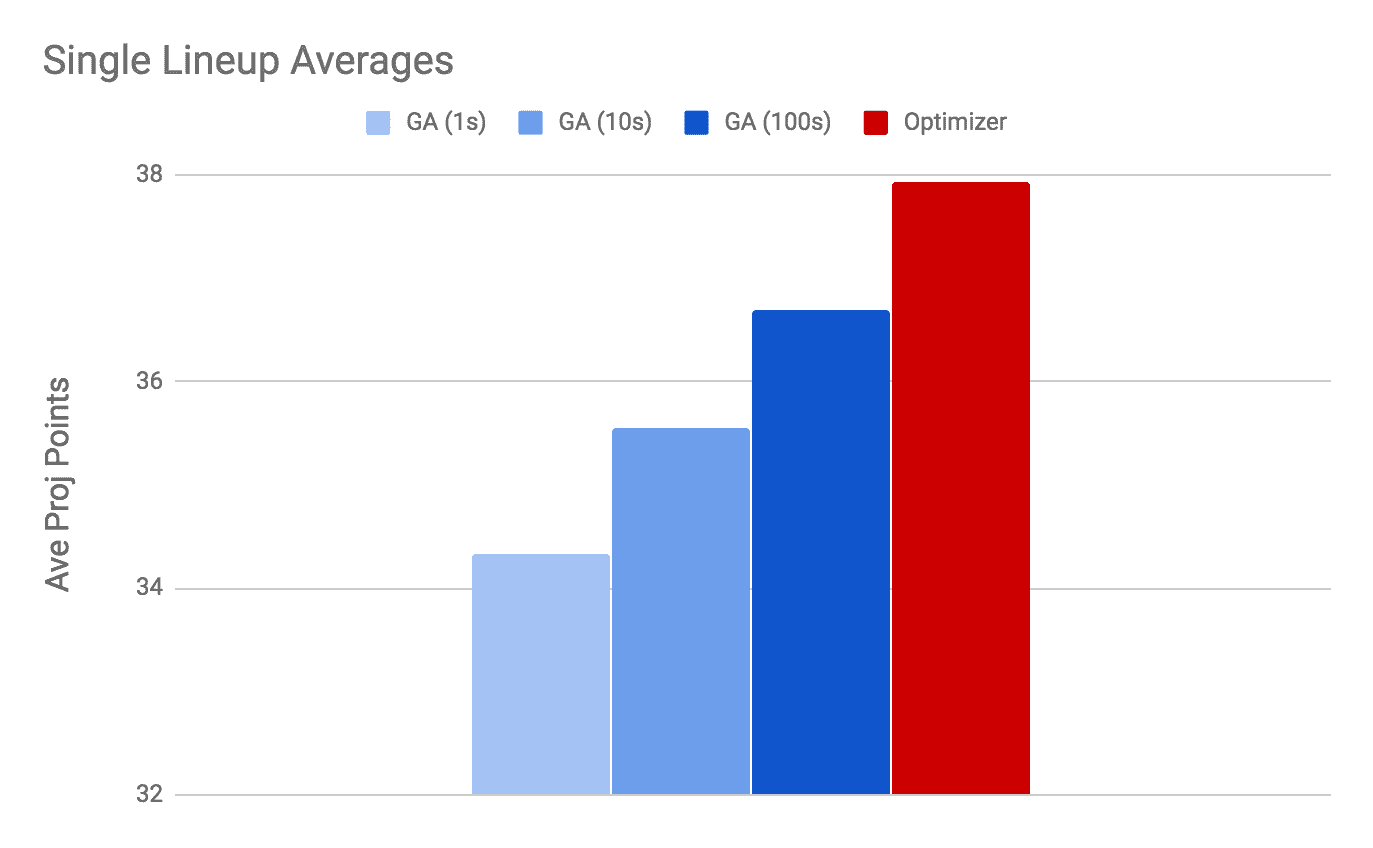 Single Lineup Averages
GA (1s) GA (10s) GA (100s) Optimizer
38
36
34
32
Ave Proj Points